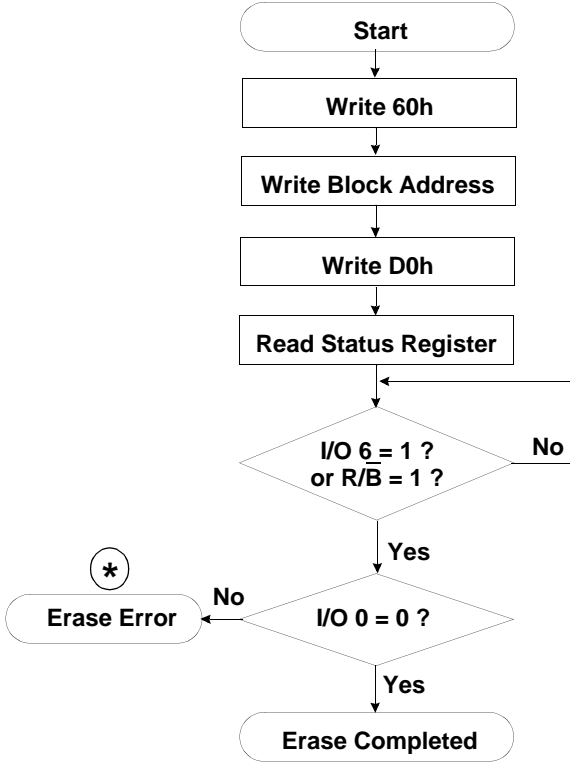 Start
Write 60h
Write Block Address
Write D0h
Read Status Register
I/O 6 = 1 ?
or R/B̅ = 1 ?
No
Yes
*
No
Erase Error
I/O 0 = 0 ?
Yes
Erase Completed